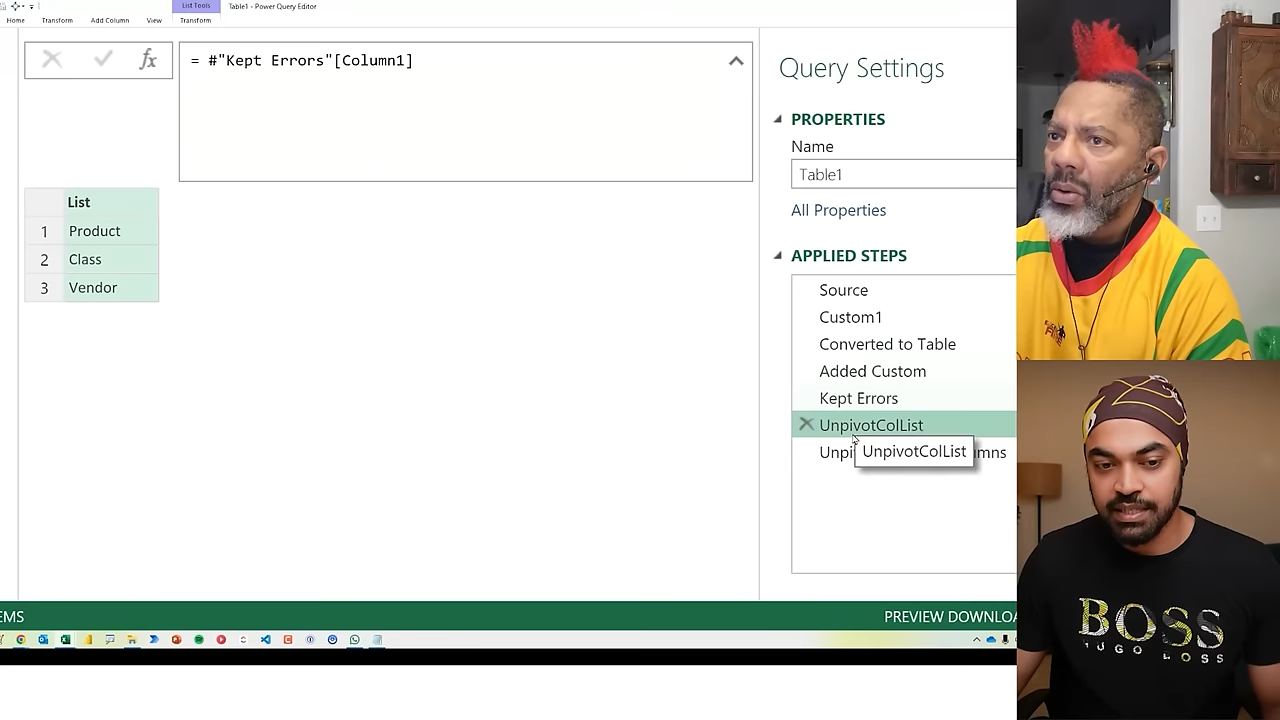 List Tools
Table1 - Power Query Editor
Home
Transform
Add Column
View
Transform
fx
= #"Kept Errors"[Column1]
List
1 Product
2 Class
3 Vendor
Query Settings
PROPERTIES
Name
Table1
All Properties
APPLIED STEPS
Source
Custom1
Converted to Table
Added Custom
Kept Errors
UnpivotColList
UnpivotColList
Unpi
mns
EMS
PREVIEW DOWNLOA
BOSS
HUGO BOSS